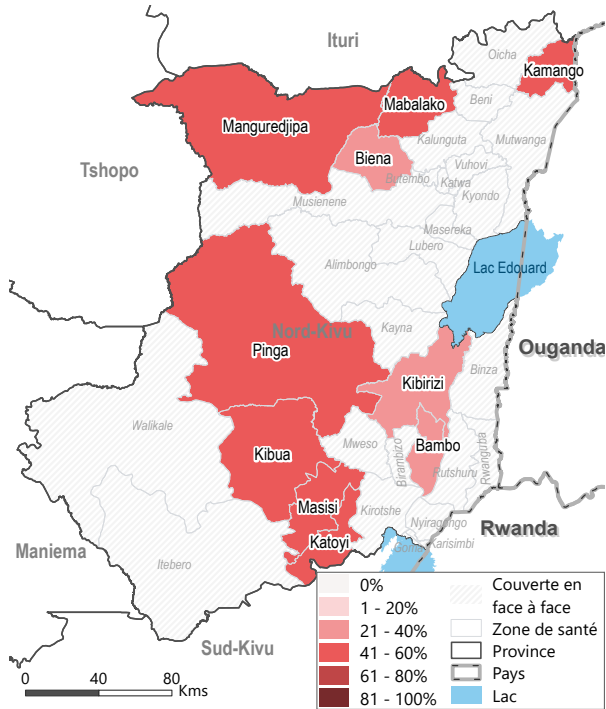 Ituri
Oicha
Kamango
Mabalako
Beni
Manguredjipa
Kalunguta
Mutwanga
Biena
Vuhovi
Tshopo
Butembo
Katwa
Kyondo
Musienene
Masereka
Lubero
Alimbongo
Lac Edouard
Nord-Kivu
Kayna
Pinga
Ouganda
Binza
Kibirizi
Walikale
Mweso
Birambizo
Bambo
Rwanguba
Kibua
Rutshuru
Masisi
Kirotshe
Nyiragongo
Rwanda
Maniema
Katoyi
Goma
Karisimbi
Itebero
Sud-Kivu
0%
1 - 20%
21 - 40%
41 - 60%
61 - 80%
81 - 100%
Couverte en
face à face
Zone de santé
Province
Pays
Lac
0 40 80
Kms